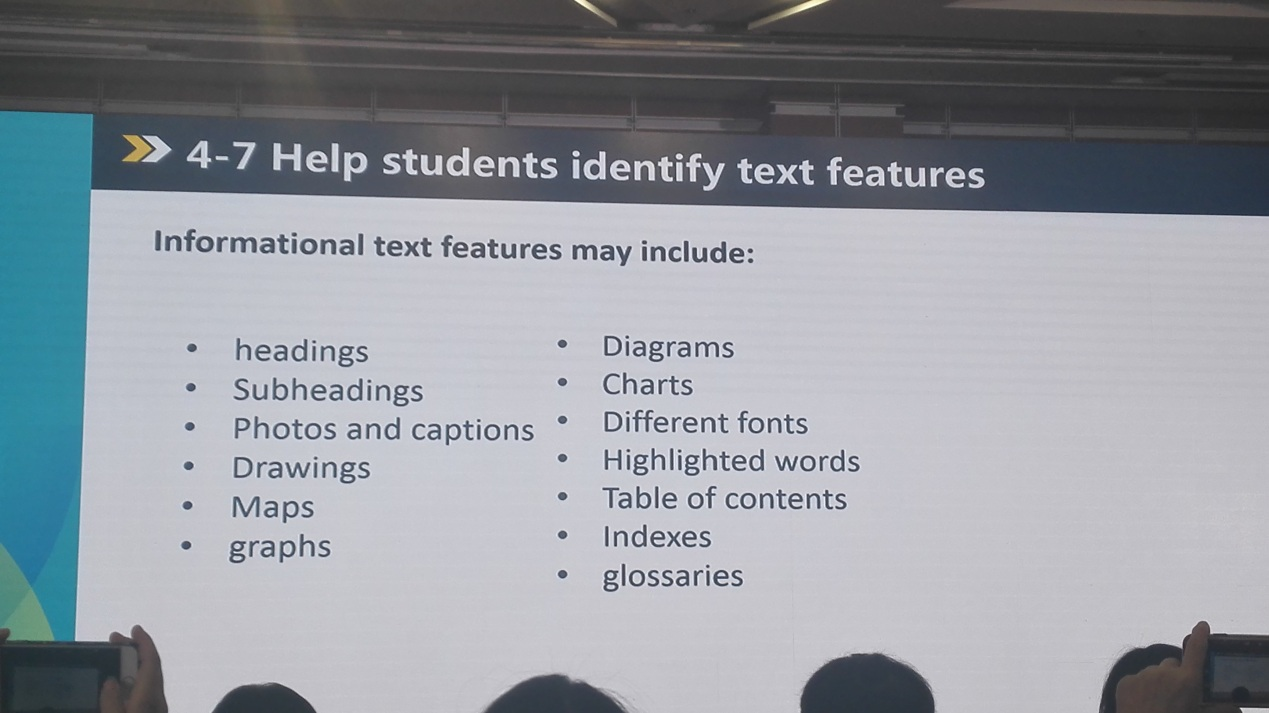 4-7 Help students identify text features
Informational text features may include:
• headings
• Subheadings
• Photos and captions
• Drawings
• Maps
• graphs
• Diagrams
• Charts
• Different fonts
• Highlighted words
• Table of contents
• Indexes
• glossaries